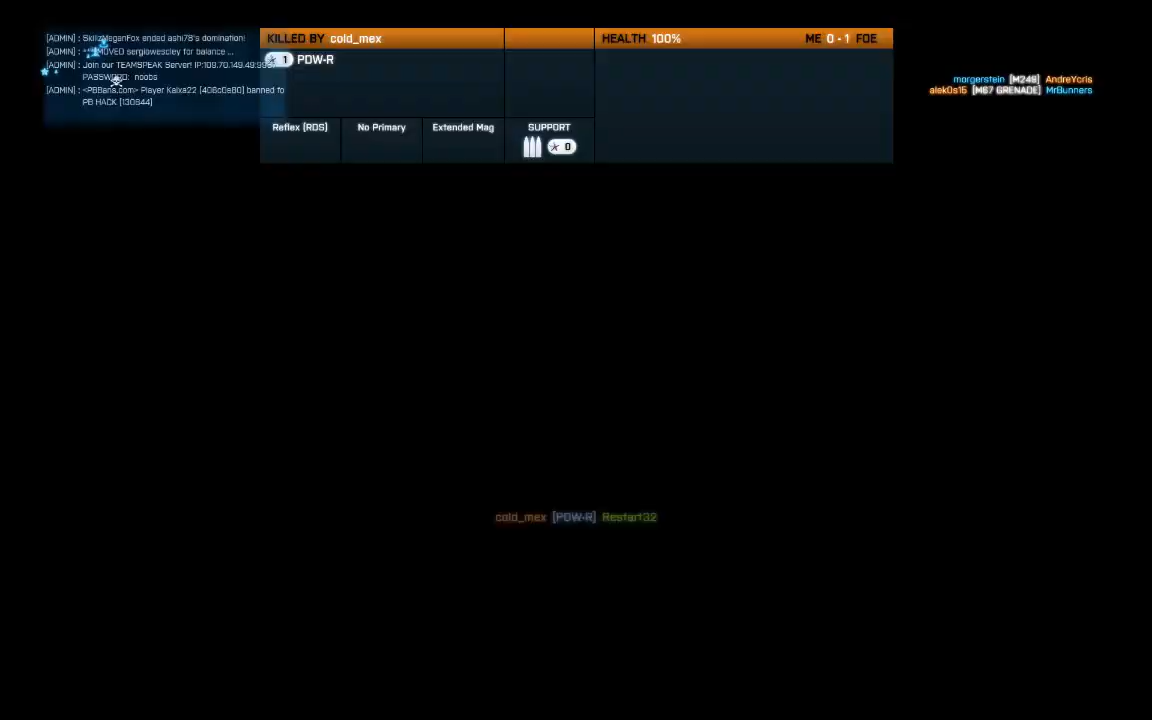 [ADMIN] : SkillzMeganFox ended ashi78's domination!
[ADMIN] : sergiowescley for balance ...
[ADMIN] : Join our TEAMSPEAK Server! IP:109.70.149.49:
PASSWORD: noobs
[ADMIN] : <PBBans.com> Player Kaixa22 [406c0e80] banned fo
PB HACK [130844]
KILLED BY cold_mex
HEALTH 100%
ME 0 - 1 FOE
1 PDW-R
Reflex (RDS)
No Primary
Extended Mag
SUPPORT
0
morgerstein [M249] AndreYcris
alek0s15 [M67 GRENADE] MrBunners
cold_mex [PDW-R] Restart32